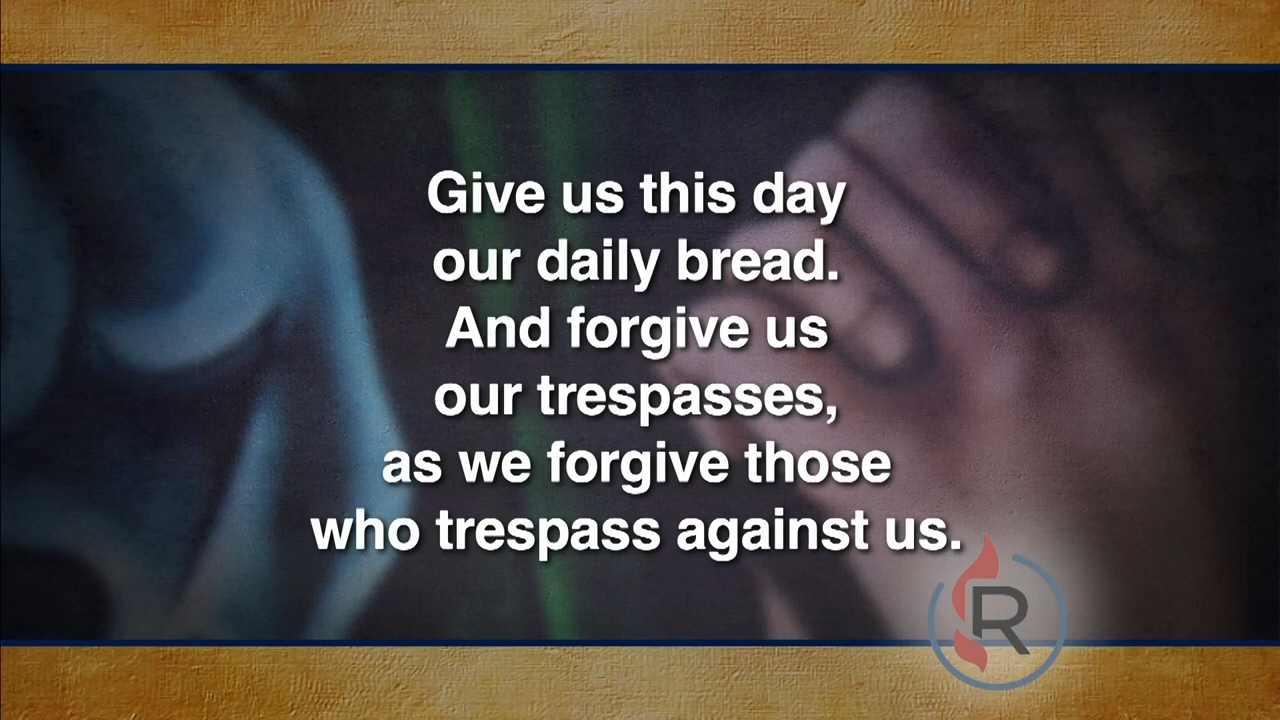 Give us this day
our daily bread.
And forgive us
our trespasses,
as we forgive those
who trespass against us.
R